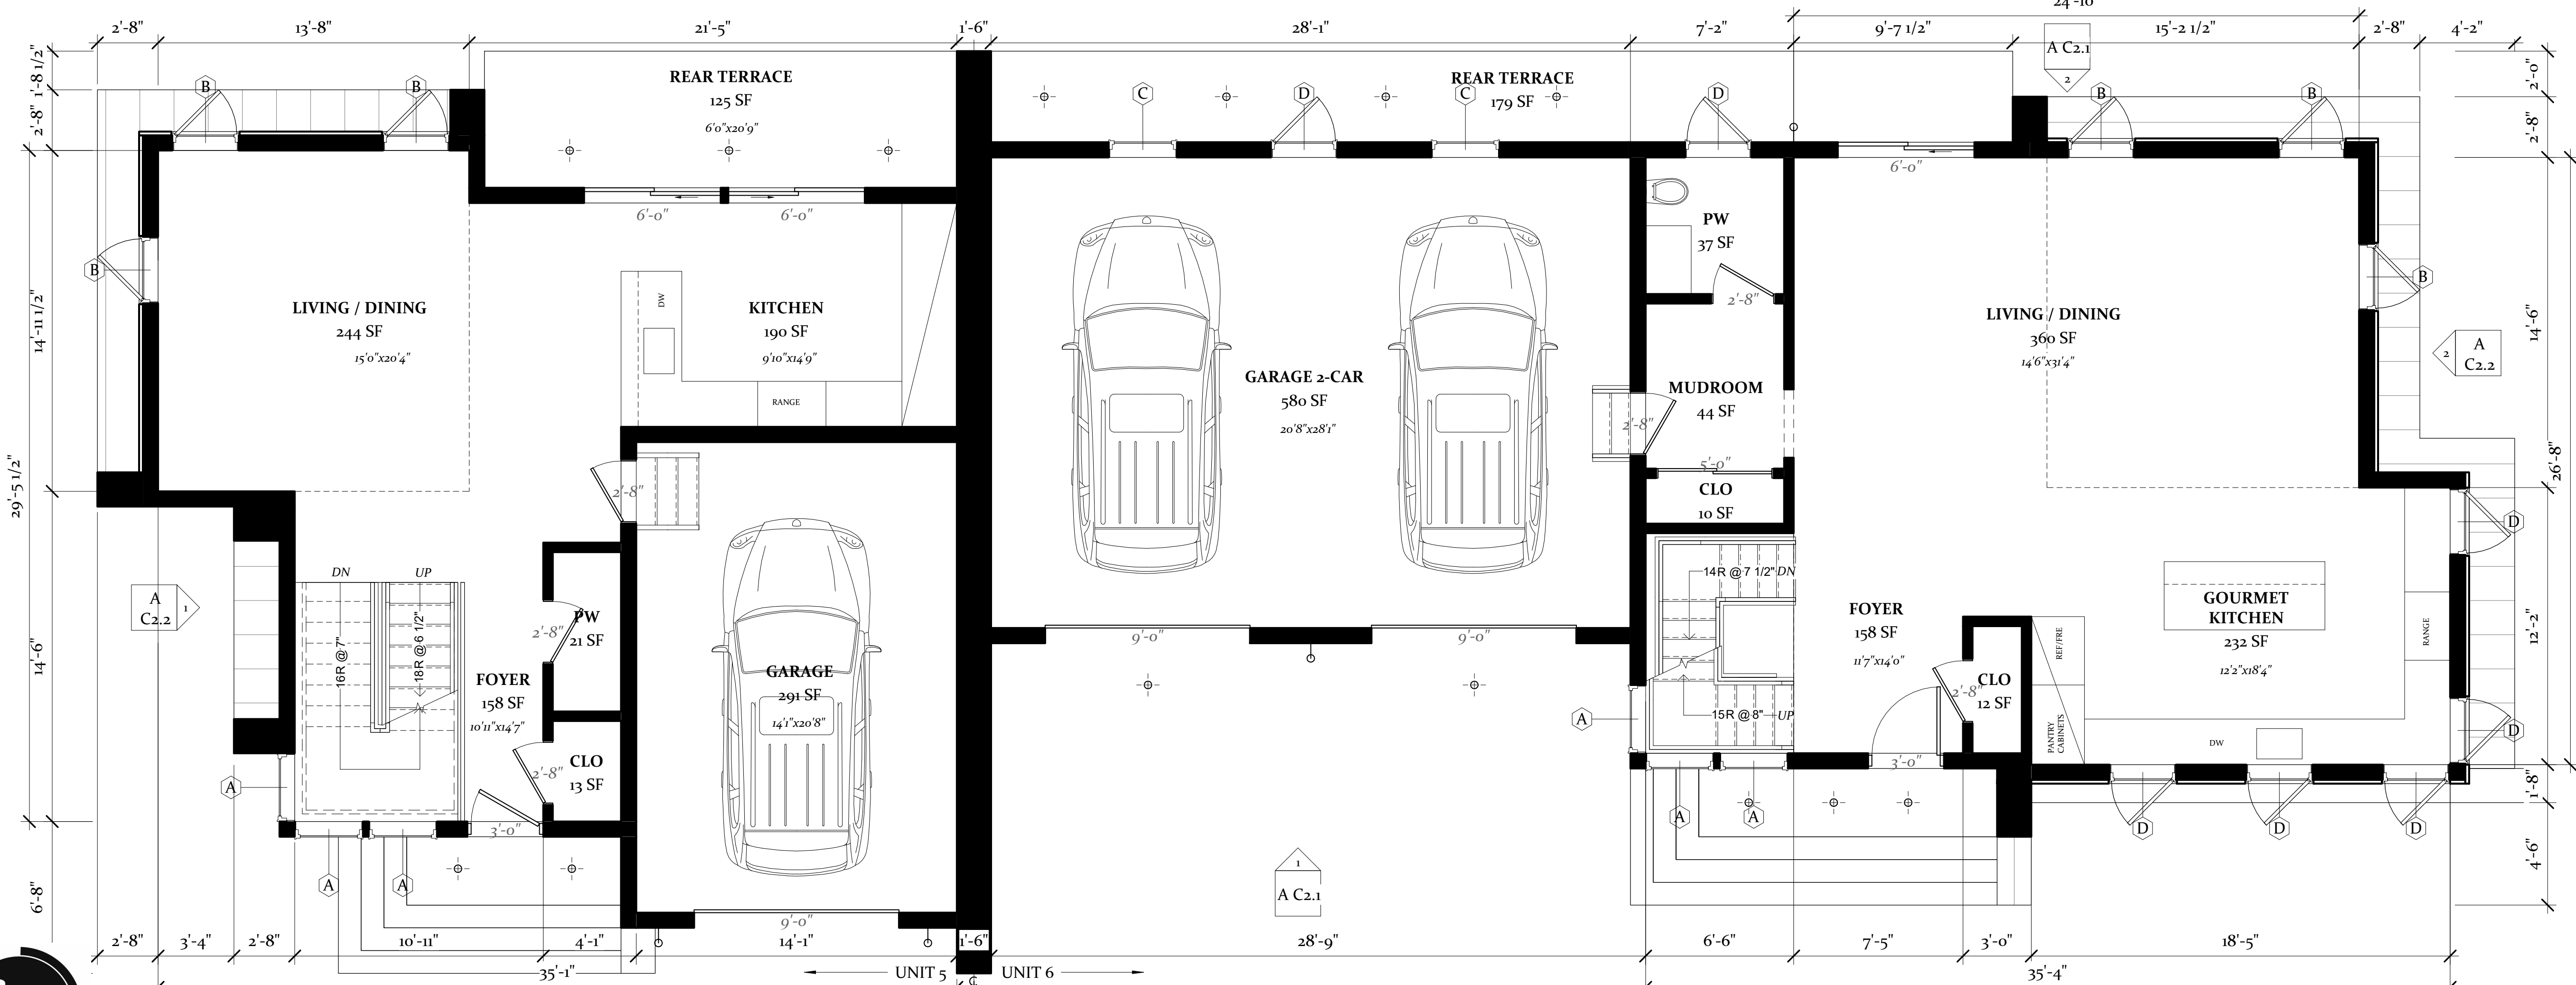 24'-10
2'-8"
13'-8"
21'-5"
1'-6"
28'-1"
7'-2"
9'-7 1/2"
15'-2 1/2"
2'-8"
4'-2"
A C2.1
2
1'-8 1/2"
2'-8"
14'-11 1/2"
29'-5 1/2"
14'-6"
6'-8"
B
B
B
REAR TERRACE
125 SF
6'0"x20'9"
6'-0"
6'-0"
LIVING / DINING
244 SF
15'0"x20'4"
DW
KITCHEN
190 SF
9'10"x14'9"
RANGE
2'-8"
A
C2.2
1
DN
UP
16R @ 7"
18R @ 6 1/2"
PW
21 SF
2'-8"
FOYER
158 SF
10'11"x14'7"
CLO
13 SF
2'-8"
3'-0"
A
A
A
GARAGE
291 SF
14'1"x20'8"
9'-0"
C
D
C
REAR TERRACE
179 SF
D
GARAGE 2-CAR
580 SF
20'8"x28'1"
9'-0"
9'-0"
PW
37 SF
2'-8"
MUDROOM
44 SF
2'-8"
5'-0"
CLO
10 SF
14R @ 7 1/2"
DN
15R @ 8"
UP
A
A
A
6'-0"
B
B
B
LIVING / DINING
360 SF
14'6"x31'4"
FOYER
158 SF
11'7"x14'0"
CLO
12 SF
2'-8"
3'-0"
REF/FRE
PANTRY
CABINETS
GOURMET
KITCHEN
232 SF
12'2"x18'4"
RANGE
DW
D
D
D
D
D
2'-0"
2'-8"
14'-6"
26'-8"
12'-2"
1'-8"
4'-6"
2
A
C2.2
1
A C2.1
2'-8"
3'-4"
2'-8"
10'-11"
4'-1"
14'-1"
1'-6"
28'-9"
6'-6"
7'-5"
3'-0"
18'-5"
35'-1"
UNIT 5
UNIT 6
35'-4"